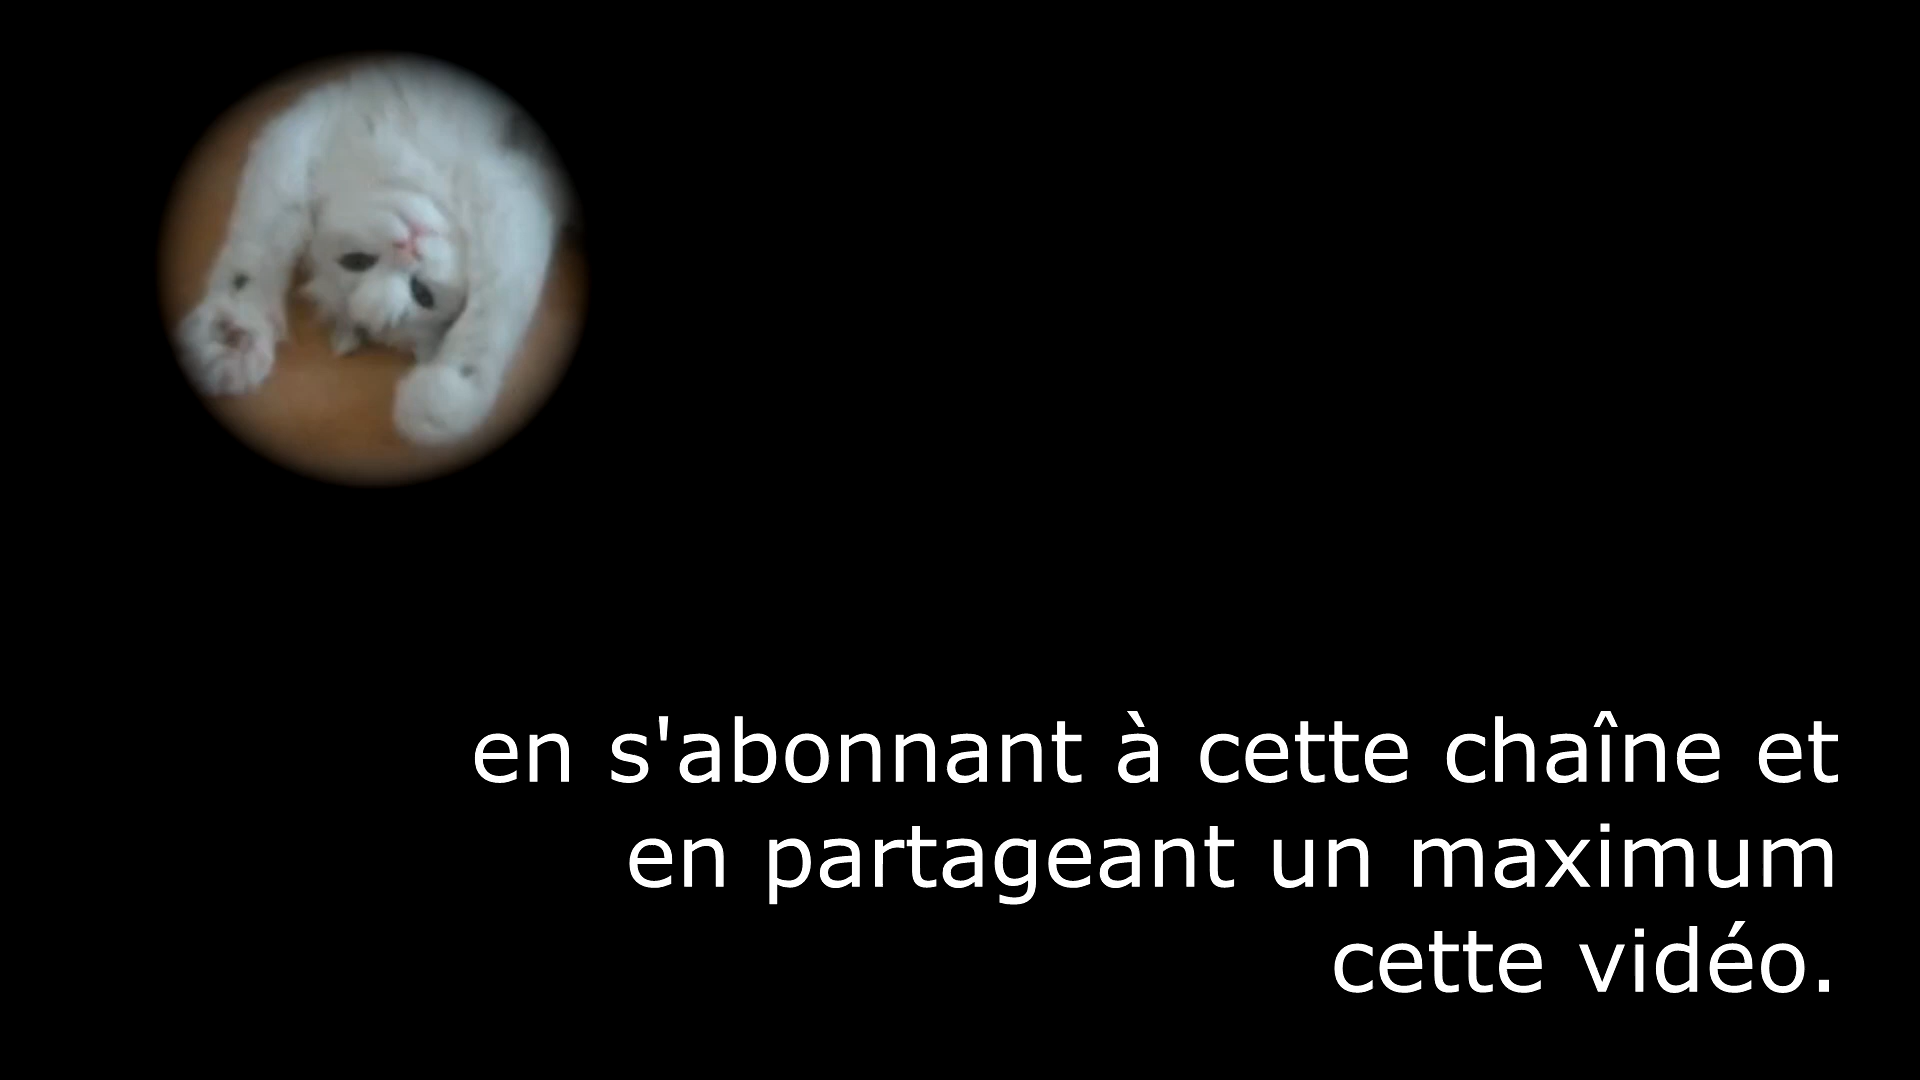 en s'abonnant à cette chaîne et
en partageant un maximum
cette vidéo.